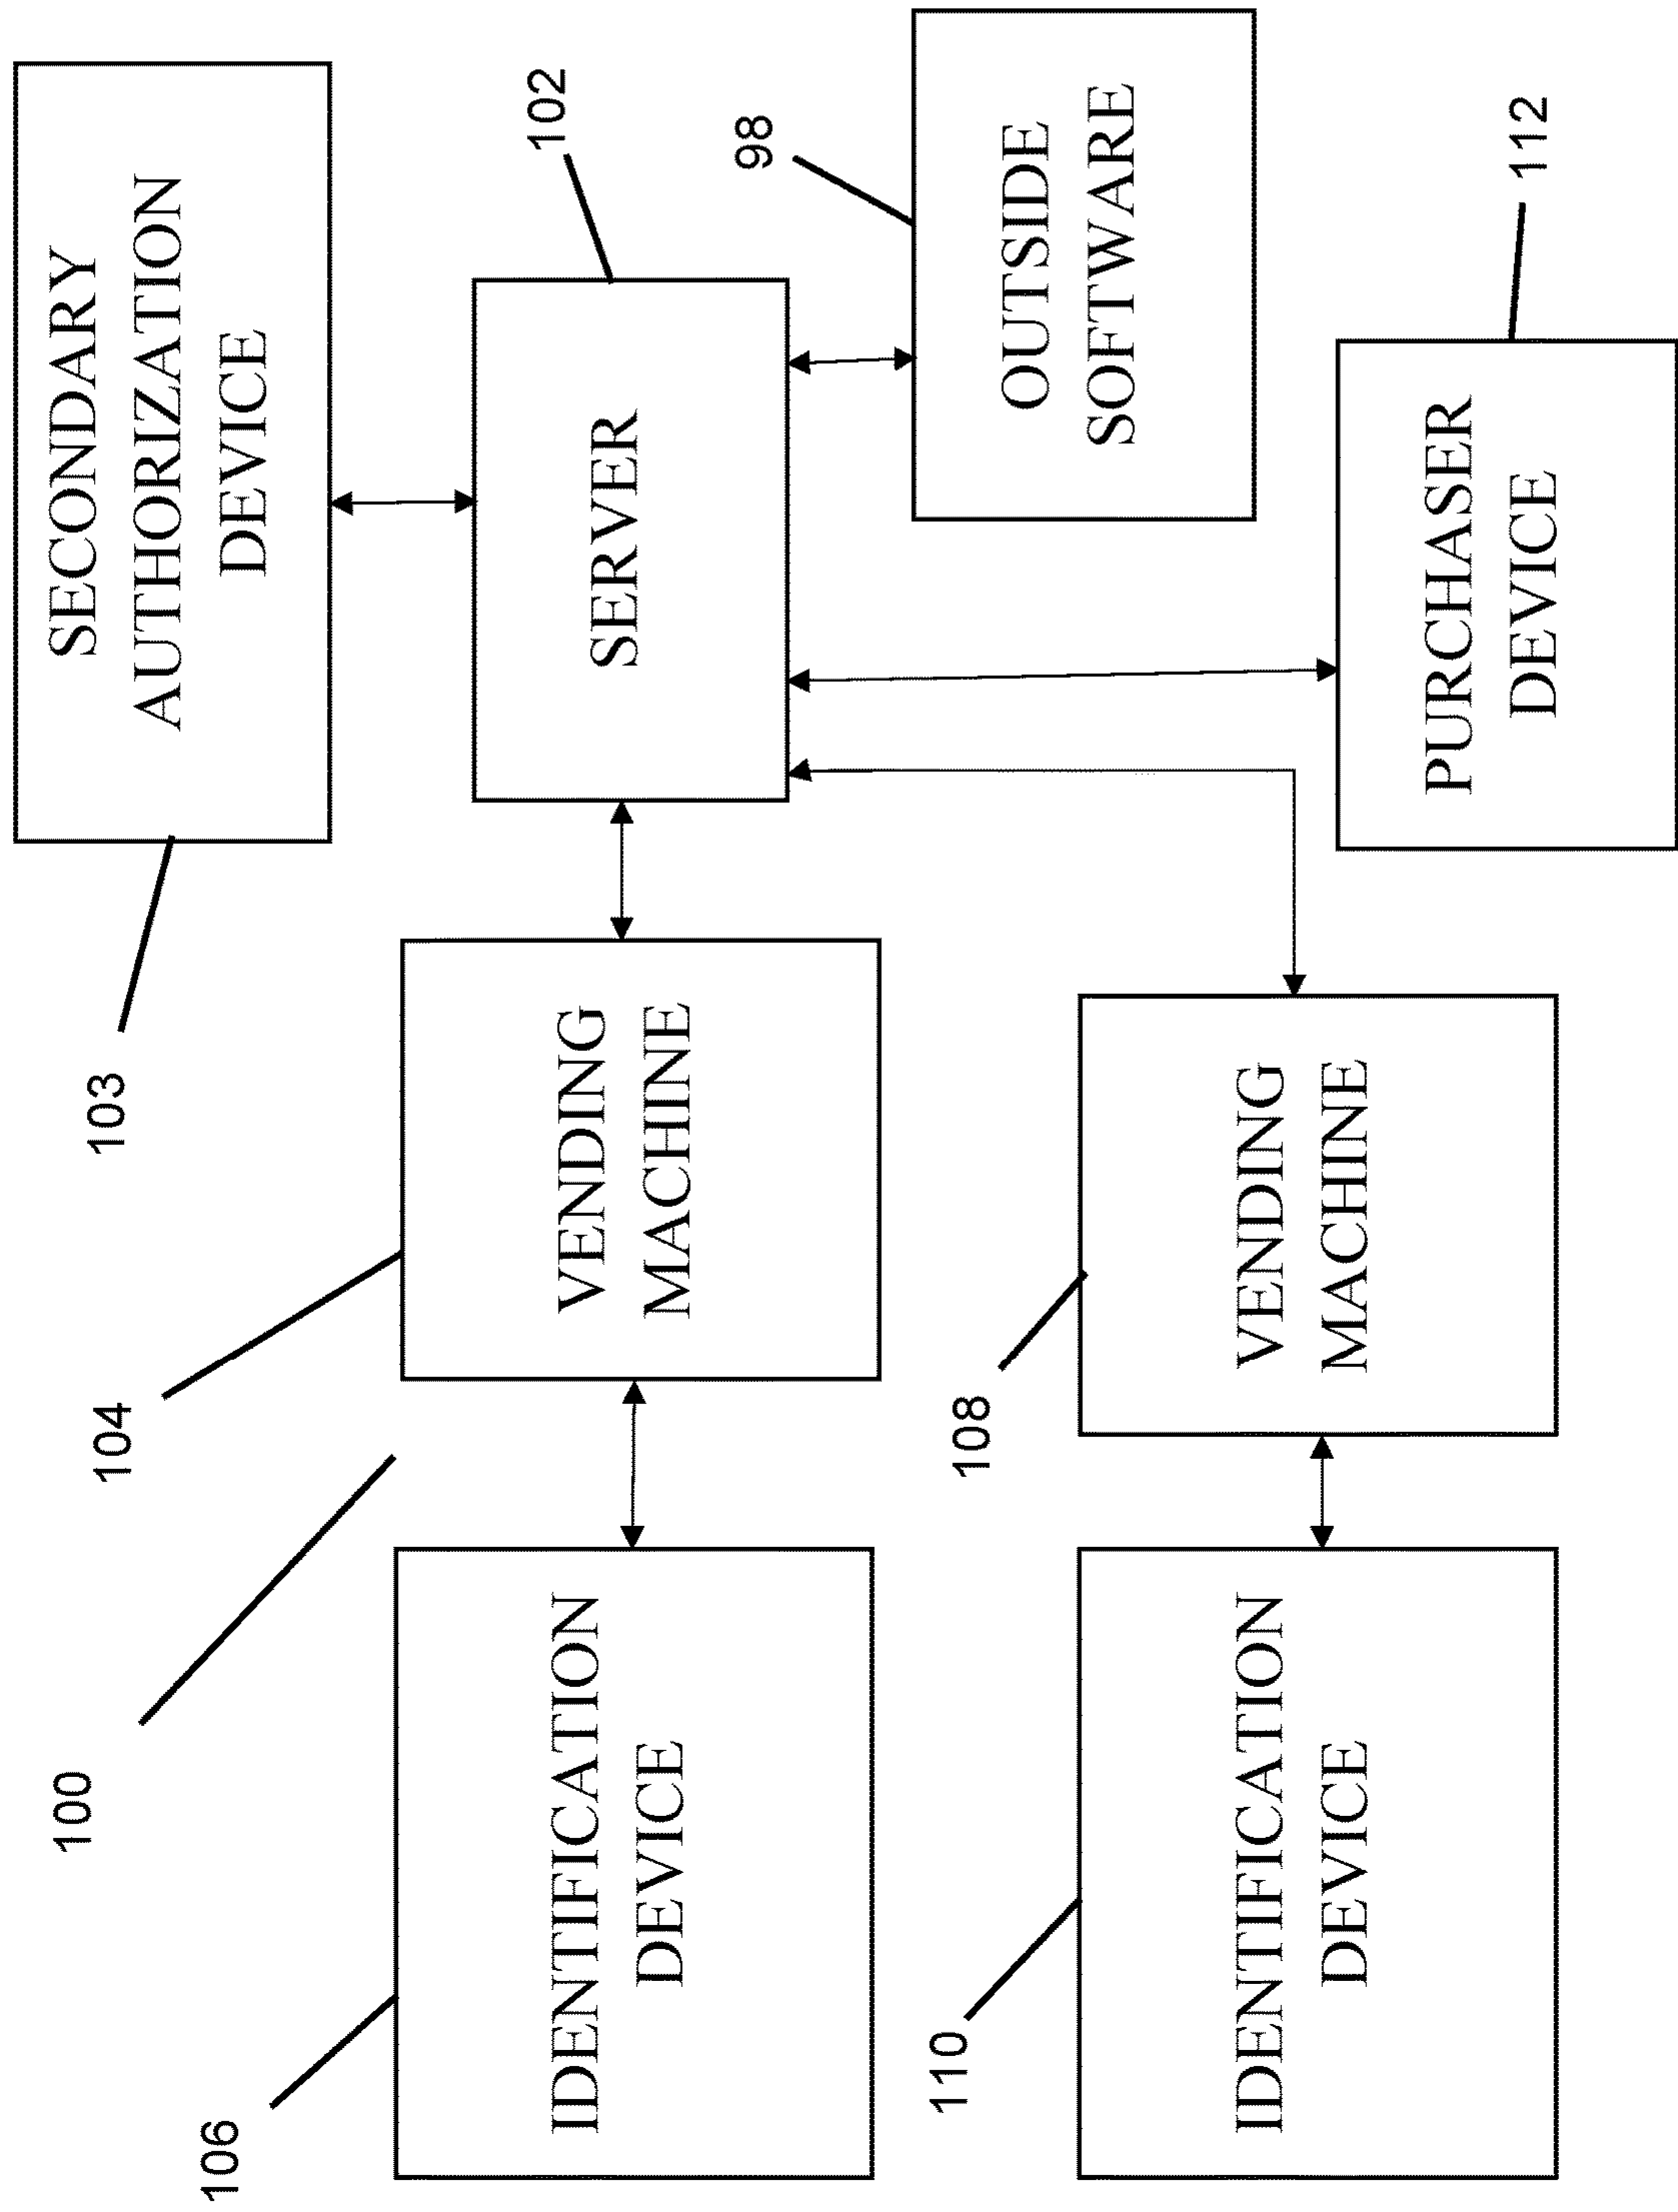 SECONDARY
AUTHORIZATION
DEVICE
100
103
104
106
102
IDENTIFICATION
DEVICE
VENDING
MACHINE
SERVER
98
110
108
OUTSIDE
SOFTWARE
IDENTIFICATION
DEVICE
VENDING
MACHINE
PURCHASER
DEVICE
112